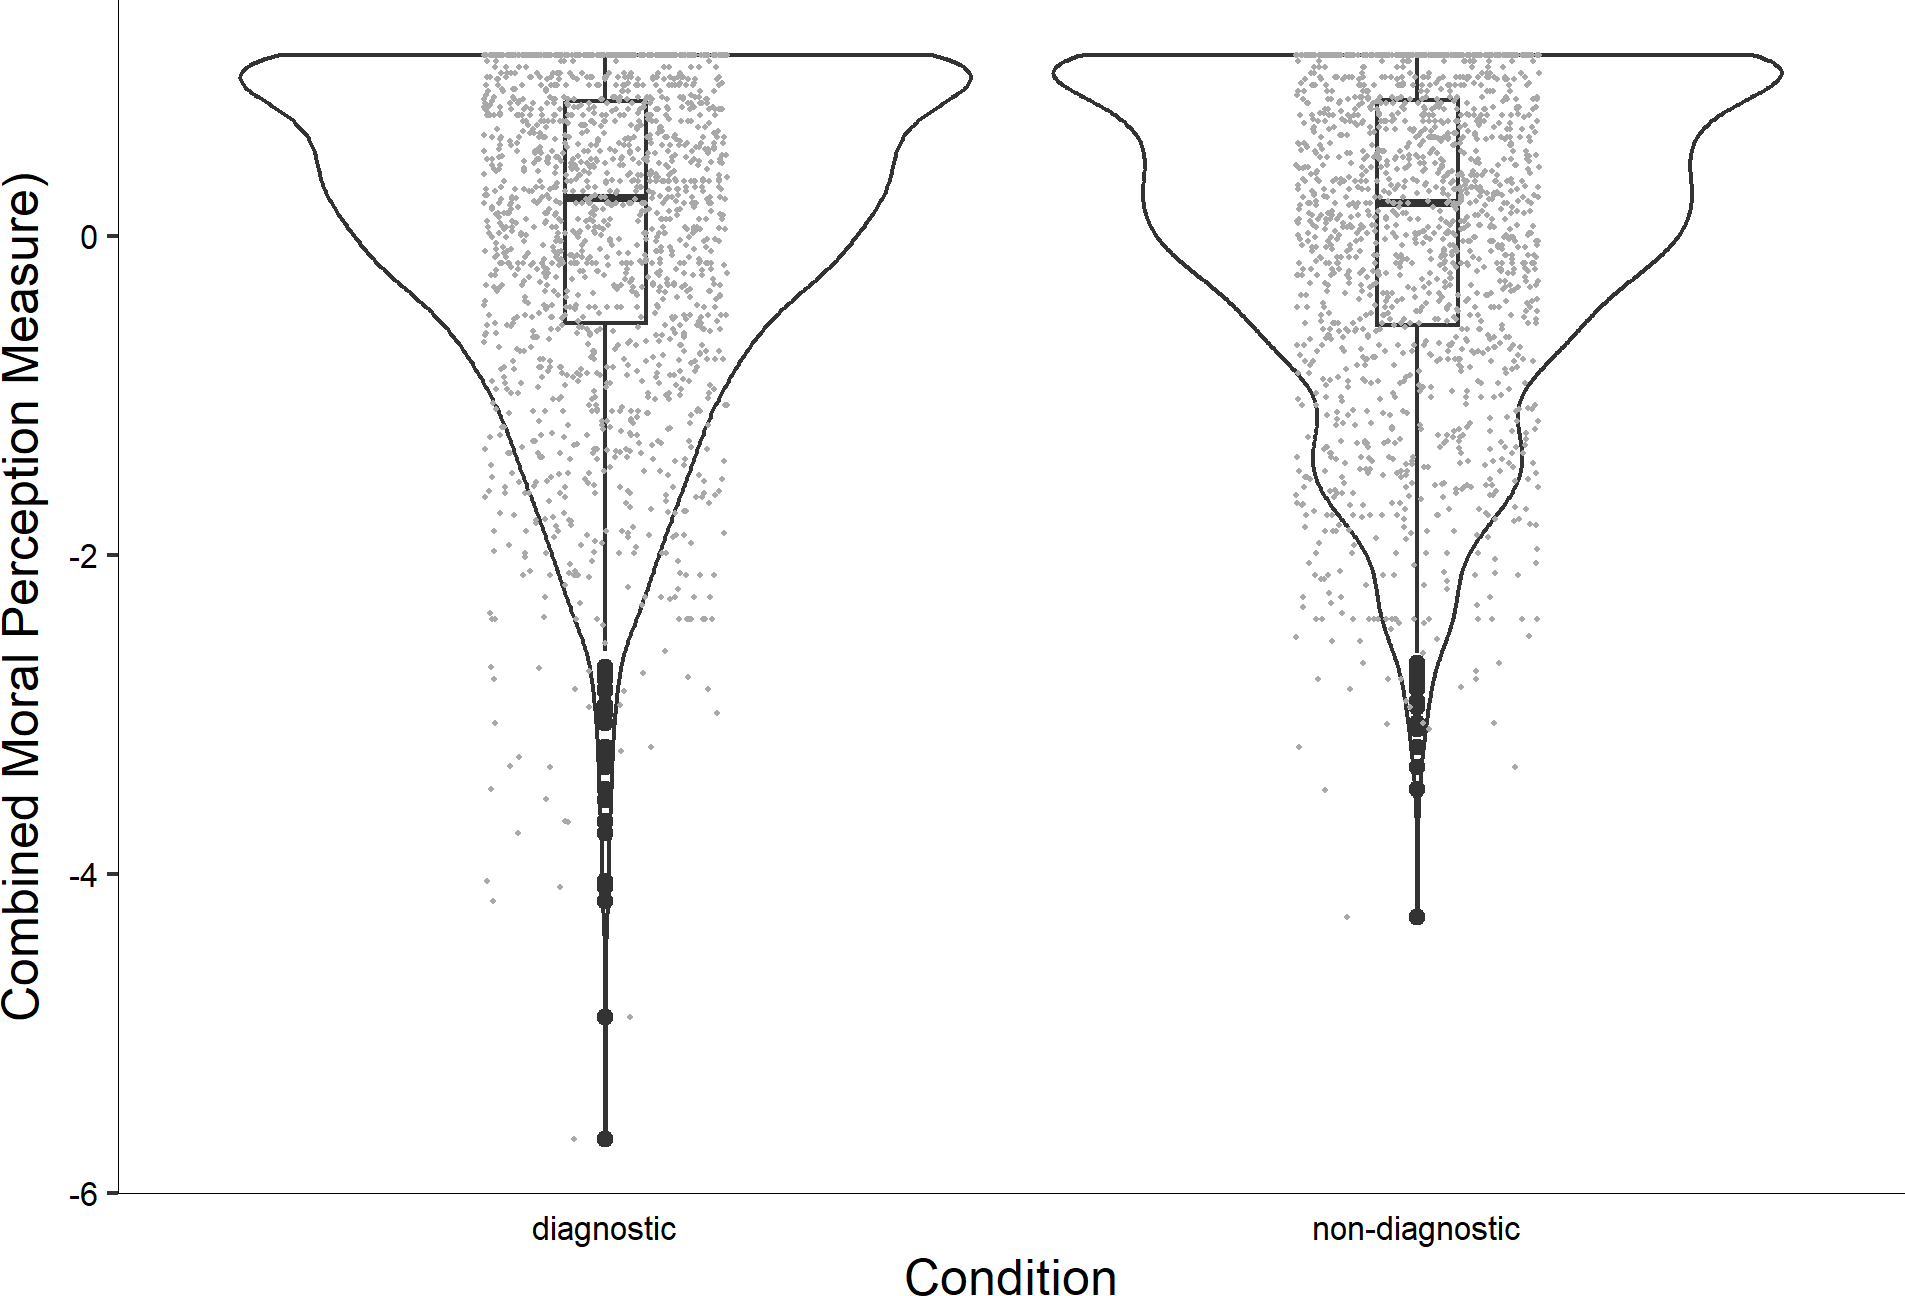 Combined Moral Perception Measure)
0
-2
-4
-6
diagnostic
non-diagnostic
Condition